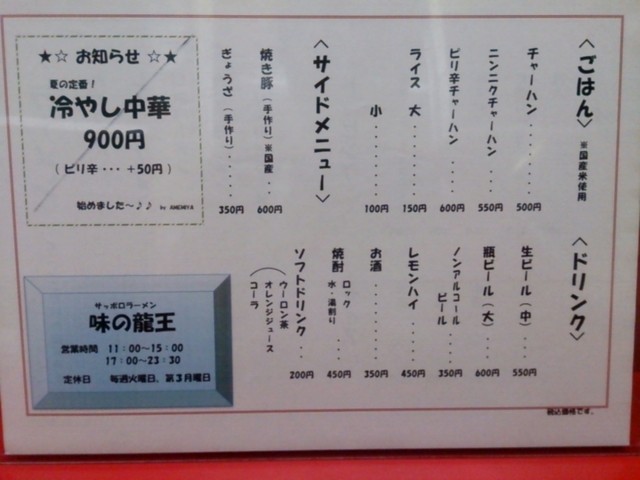 〈ごはん〉 ※国産米使用
チャーハン........500円
ニンニクチャーハン...550円
ピリ辛チャーハン....600円
ライス 大........150円
小..........100円
〈サイドメニュー〉
焼き豚（手作り）※国産...600円
ぎょうざ（手作り）......350円
★☆ お知らせ ☆★
夏の定番！
冷やし中華
900円
（ピリ辛・・・ +50円）
始めました～♪♪ by AMEMIYA
〈ドリンク〉
生ビール（中）...550円
瓶ビール（大）...600円
ノンアルコール
ビール....350円
レモンハイ.....450円
お酒........350円
焼酎 ロック
水・湯割り...450円
ソフトドリンク...200円
（ウーロン茶
オレンジジュース
コーラ
サッポロラーメン
味の龍王
営業時間 11:00～15:00
17:00～23:30
定休日 毎週火曜日、第3月曜日
税込価格です。